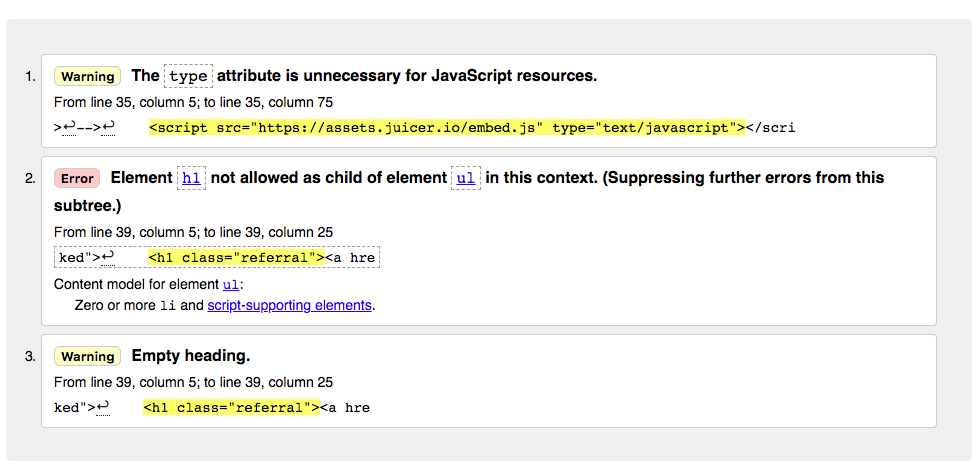 1. Warning The type attribute is unnecessary for JavaScript resources.
From line 35, column 5; to line 35, column 75
>↩-->↩    <script src="https://assets.juicer.io/embed.js" type="text/javascript"></scri
2. Error Element h1 not allowed as child of element ul in this context. (Suppressing further errors from this
subtree.)
From line 39, column 5; to line 39, column 25
ked">↩    <h1 class="referral"><a hre
Content model for element ul:
Zero or more li and script-supporting elements.
3. Warning Empty heading.
From line 39, column 5; to line 39, column 25
ked">↩    <h1 class="referral"><a hre